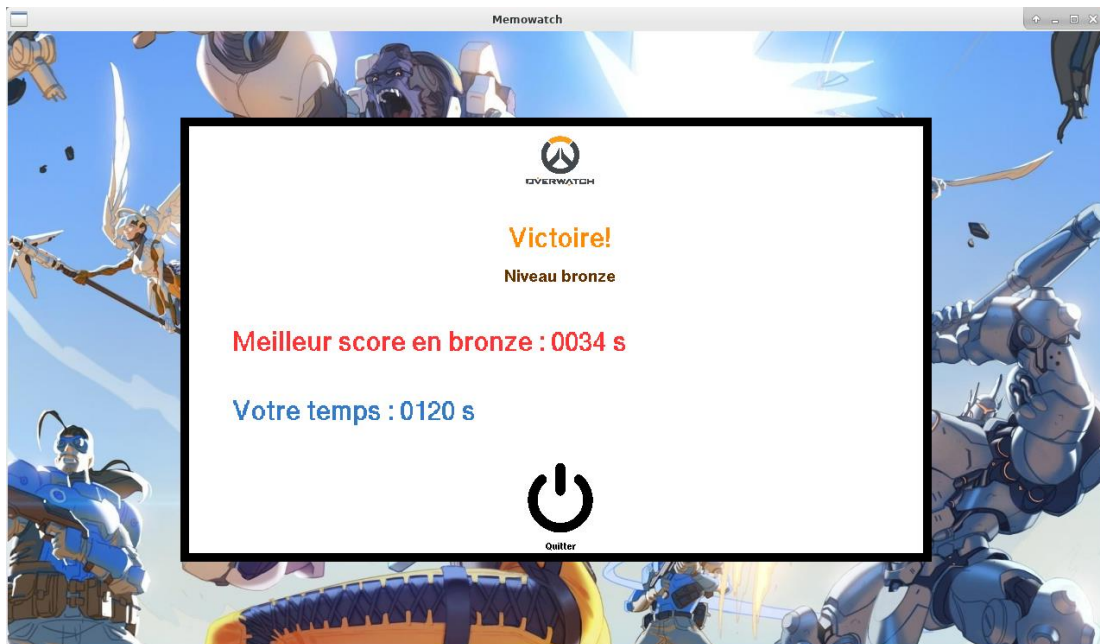 Memowatch
OVERWATCH
Victoire!
Niveau bronze
Meilleur score en bronze : 0034 s
Votre temps : 0120 s
Quitter